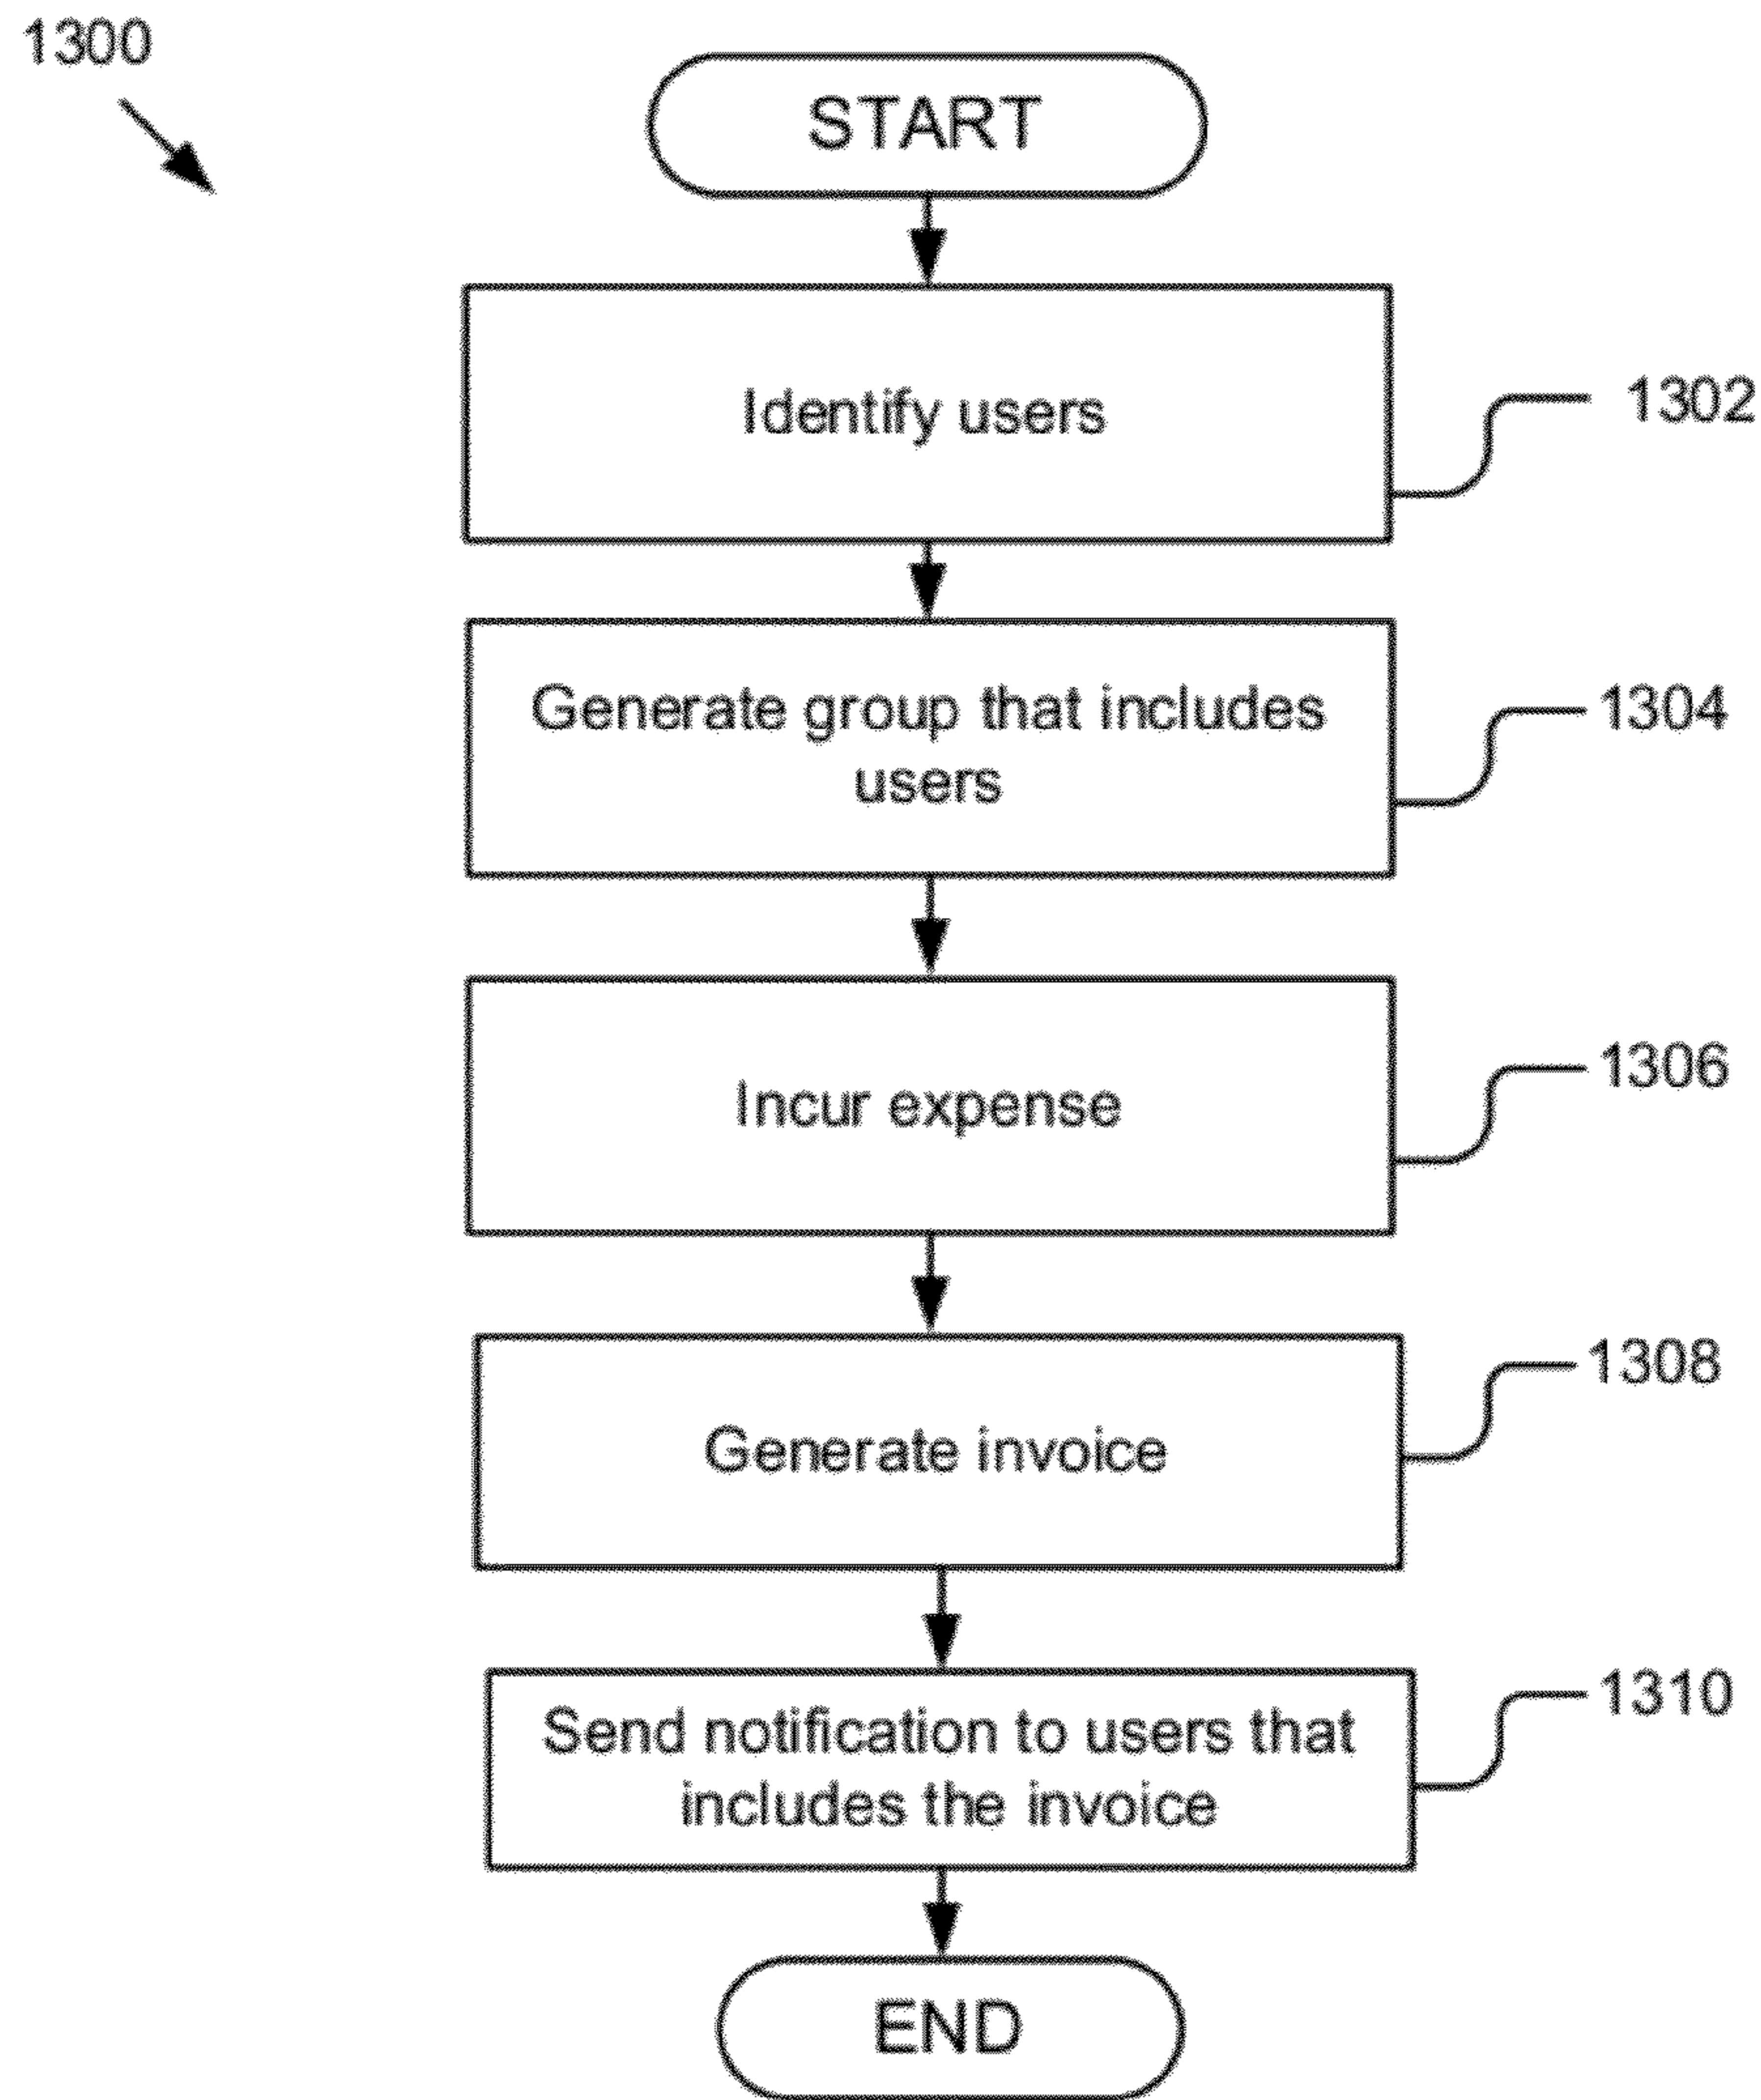 1300
START
Identify users
1302
Generate group that includes
users
1304
Incur expense
1306
Generate invoice
1308
Send notification to users that
includes the invoice
1310
END